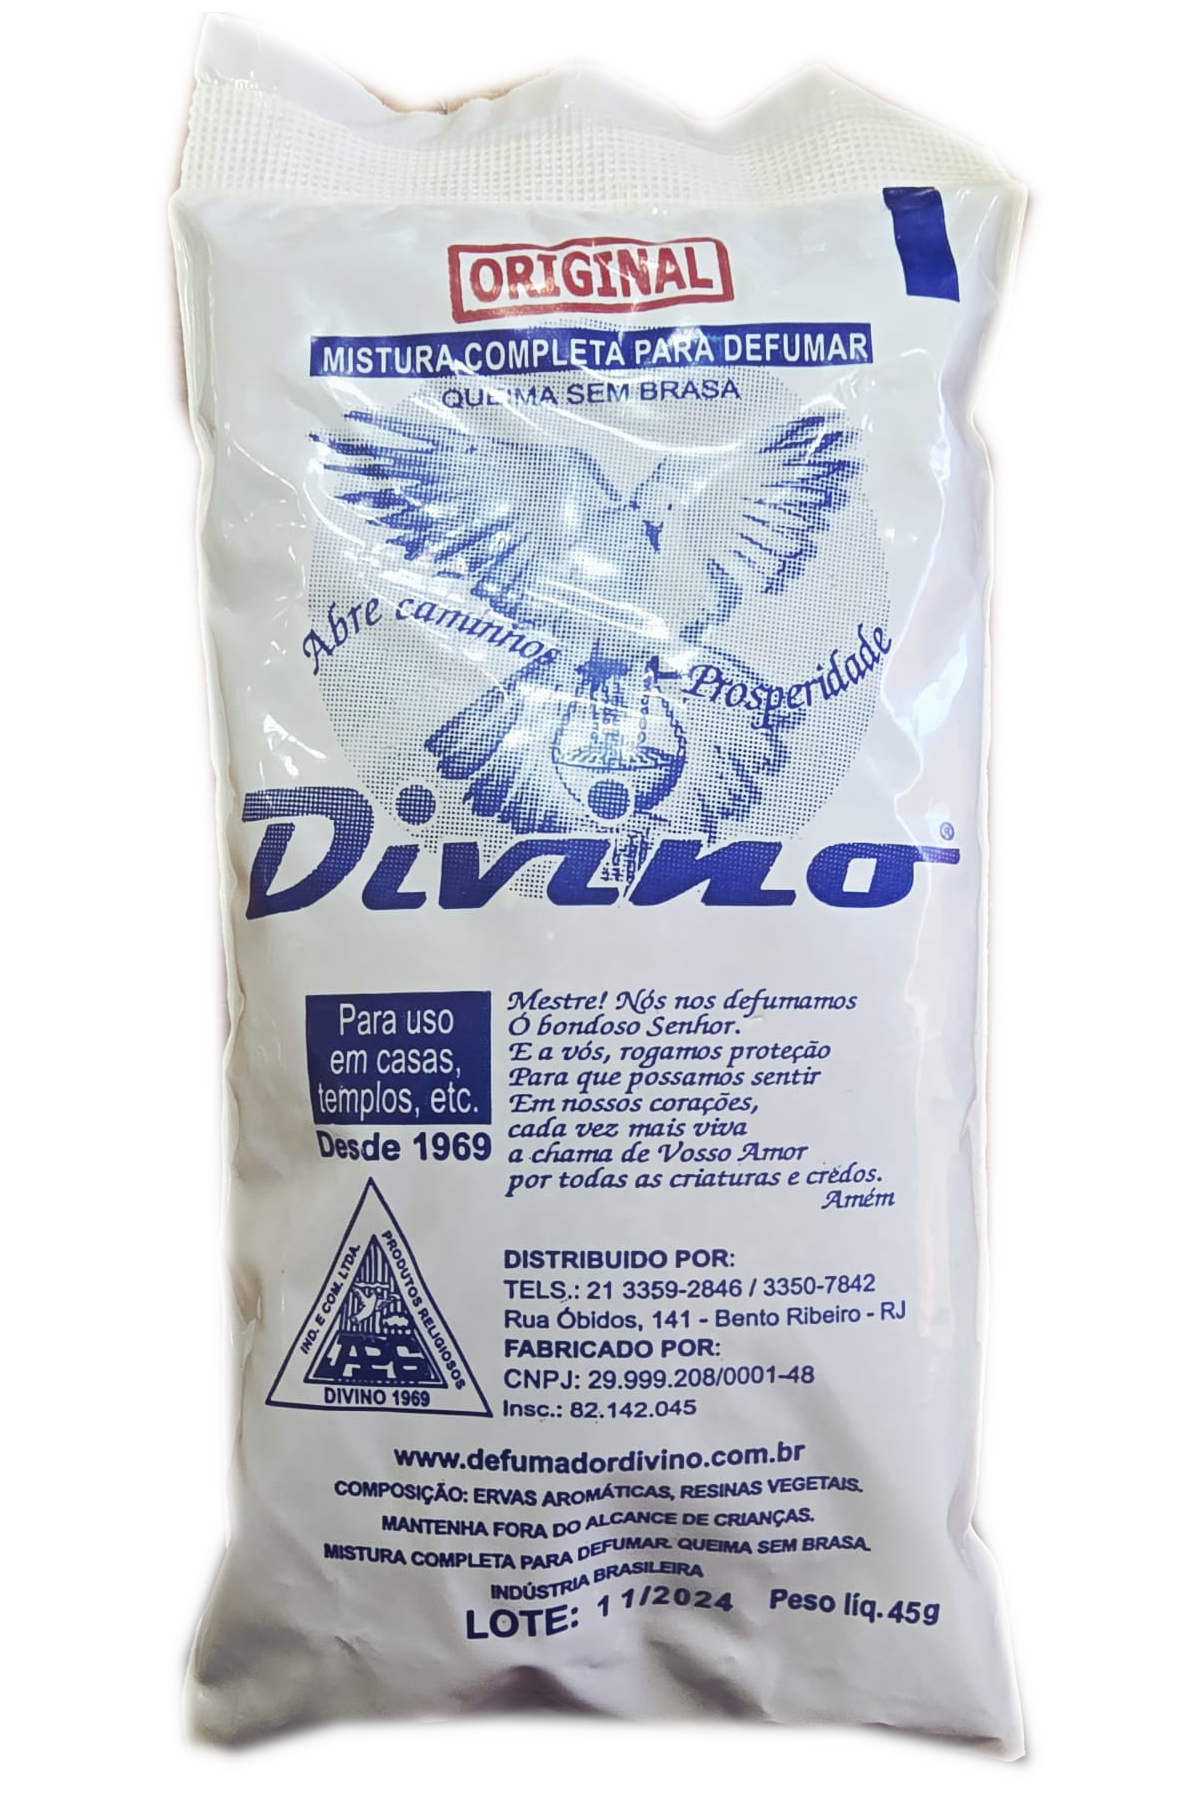 ORIGINAL
MISTURA COMPLETA PARA DEFUMAR
QUEIMA SEM BRASA
Abre caminhos
Prosperidade
Divino®
Para uso
em casas,
templos, etc.
Desde 1969
Mestre! Nós nos defumamos
Ó bondoso Senhor.
E a vós, rogamos proteção
Para que possamos sentir
Em nossos corações,
cada vez mais viva
a chama de Vosso Amor
por todas as criaturas e credos.
Amém
IND. E COM. LTDA.
PRODUTOS RELIGIOSOS
DIVINO 1969
DISTRIBUIDO POR:
TELS.: 21 3359-2846 / 3350-7842
Rua Óbidos, 141 - Bento Ribeiro - RJ
FABRICADO POR:
CNPJ: 29.999.208/0001-48
Insc.: 82.142.045
www.defumadordivino.com.br
COMPOSIÇÃO: ERVAS AROMÁTICAS, RESINAS VEGETAIS.
MANTENHA FORA DO ALCANCE DE CRIANÇAS.
MISTURA COMPLETA PARA DEFUMAR. QUEIMA SEM BRASA.
INDÚSTRIA BRASILEIRA
LOTE: 11/2024 Peso líq. 45g